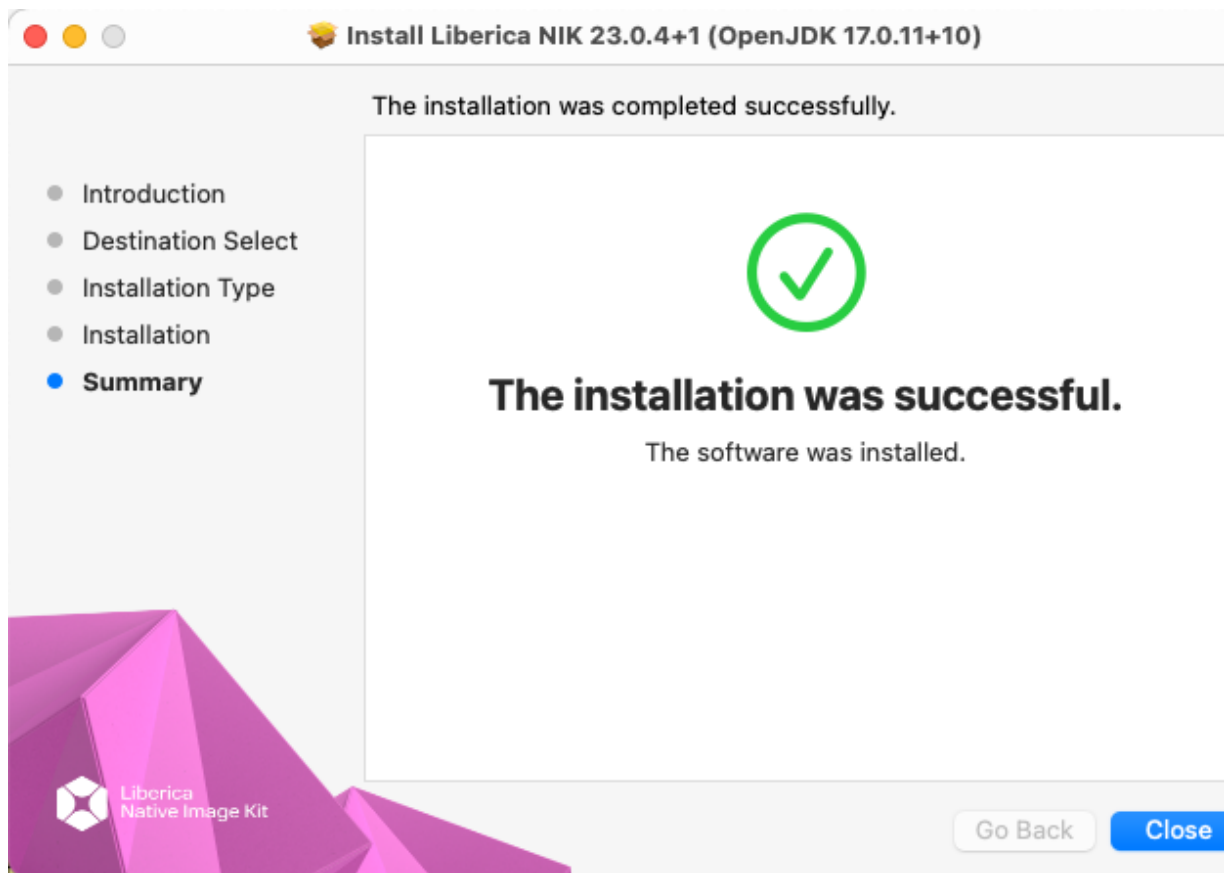 Install Liberica NIK 23.0.4+1 (OpenJDK 17.0.11+10)
The installation was completed successfully.
Introduction
Destination Select
Installation Type
Installation
Summary
The installation was successful.
The software was installed.
Liberica
Native Image Kit
Go Back
Close